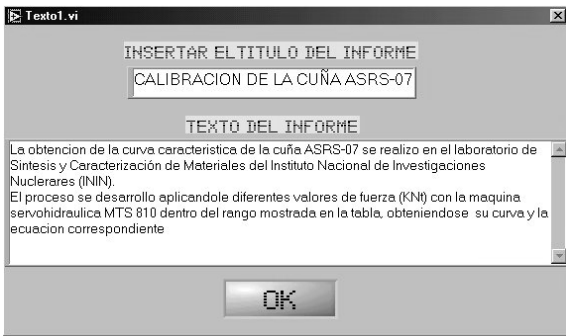 Texto1.vi
INSERTAR EL TITULO DEL INFORME
CALIBRACION DE LA CUÑA ASRS-07
TEXTO DEL INFORME
La obtencion de la curva caracteristica de la cuña ASRS-07 se realizo en el laboratorio de
Sintesis y Caracterización de Materiales del Instituto Nacional de Investigaciones
Nuclerares (ININ).
El proceso se desarrollo aplicandole diferentes valores de fuerza (KNt) con la maquina
servohidraulica MTS 810 dentro del rango mostrada en la tabla, obteniendose su curva y la
ecuacion correspondiente
OK